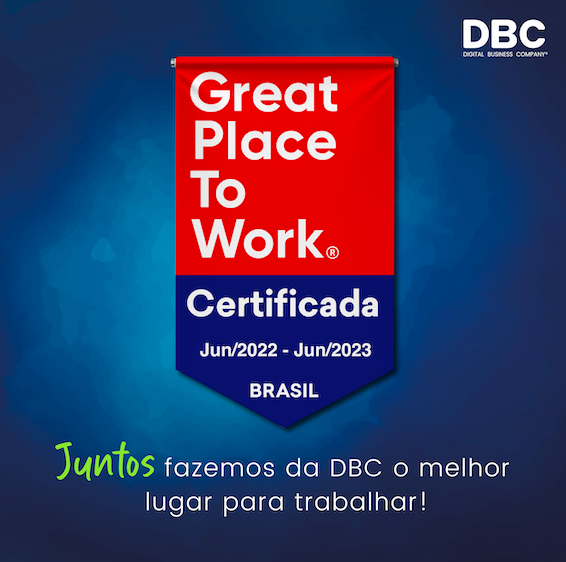 DBC
DIGITAL BUSINESS COMPANY®
Great
Place
To
Work®
Certificada
Jun/2022 - Jun/2023
BRASIL
Juntos fazemos da DBC o melhor
lugar para trabalhar!